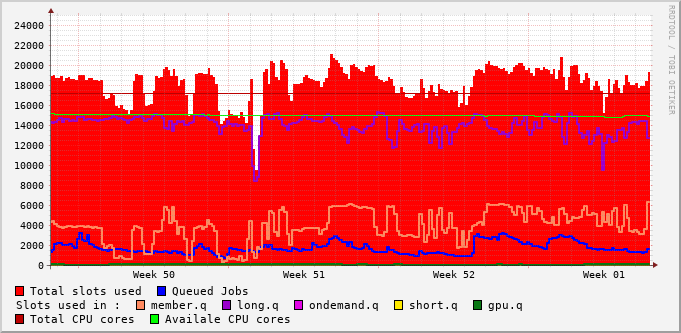 RRDTOOL / TOBI OETIKER
24000
22000
20000
18000
16000
14000
12000
10000
8000
6000
4000
2000
0
Week 50 Week 51 Week 52 Week 01
Total slots used Queued Jobs
Slots used in : member.q long.q ondemand.q short.q gpu.q
Total CPU cores Availale CPU cores